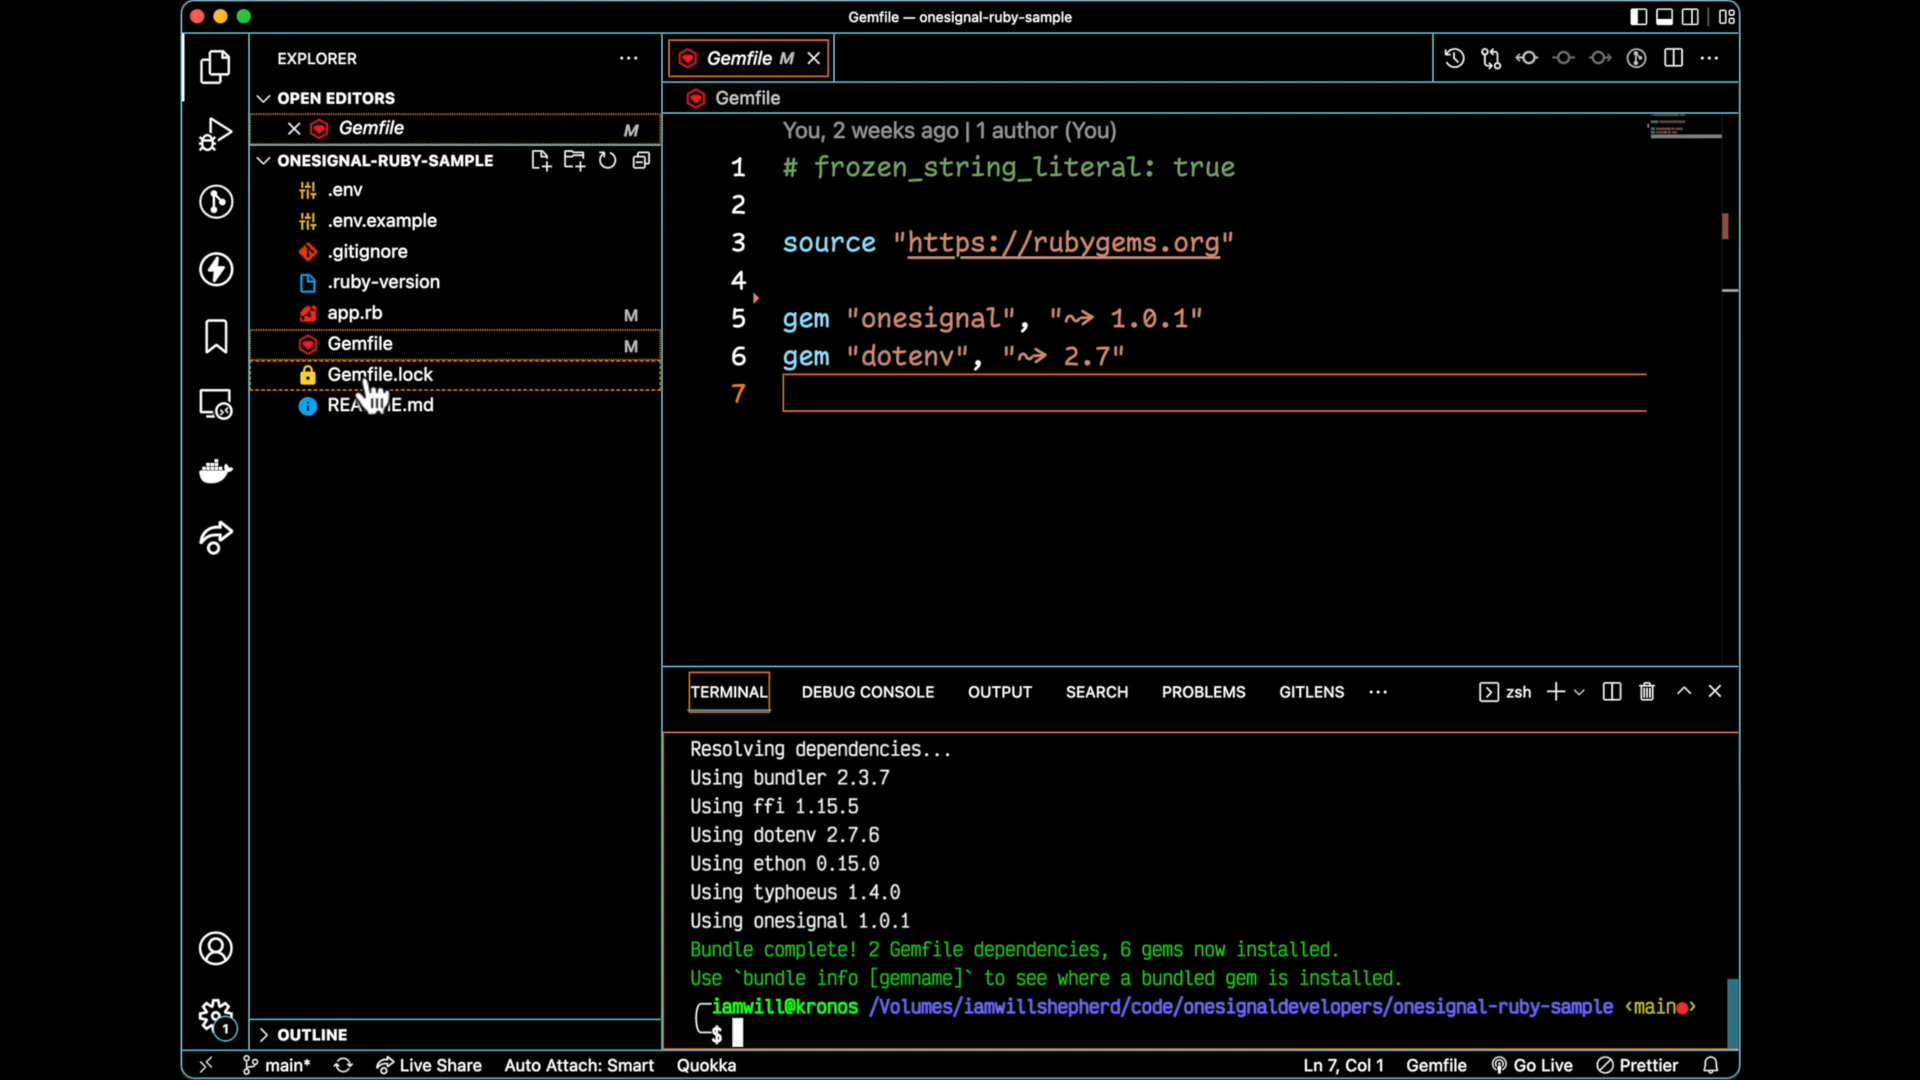 Gemfile — onesignal-ruby-sample
EXPLORER
OPEN EDITORS
Gemfile M
ONESIGNAL-RUBY-SAMPLE
.env
.env.example
.gitignore
.ruby-version
app.rb M
Gemfile M
Gemfile.lock
OUTLINE
1
Gemfile M
Gemfile
You, 2 weeks ago | 1 author (You)
1 # frozen_string_literal: true
2
3 source "https://rubygems.org"
4
5 gem "onesignal", "~> 1.0.1"
6 gem "dotenv", "~> 2.7"
7
TERMINAL DEBUG CONSOLE OUTPUT SEARCH PROBLEMS GITLENS zsh
Resolving dependencies...
Using bundler 2.3.7
Using ffi 1.15.5
Using dotenv 2.7.6
Using ethon 0.15.0
Using typhoeus 1.4.0
Using onesignal 1.0.1
Bundle complete! 2 Gemfile dependencies, 6 gems now installed.
Use `bundle info [gemname]` to see where a bundled gem is installed.
iamwill@kronos /Volumes/iamwillshepherd/code/onesignaldevelopers/onesignal-ruby-sample ‹main●›
$
main* Live Share Auto Attach: Smart Quokka Ln 7, Col 1 Gemfile Go Live Prettier